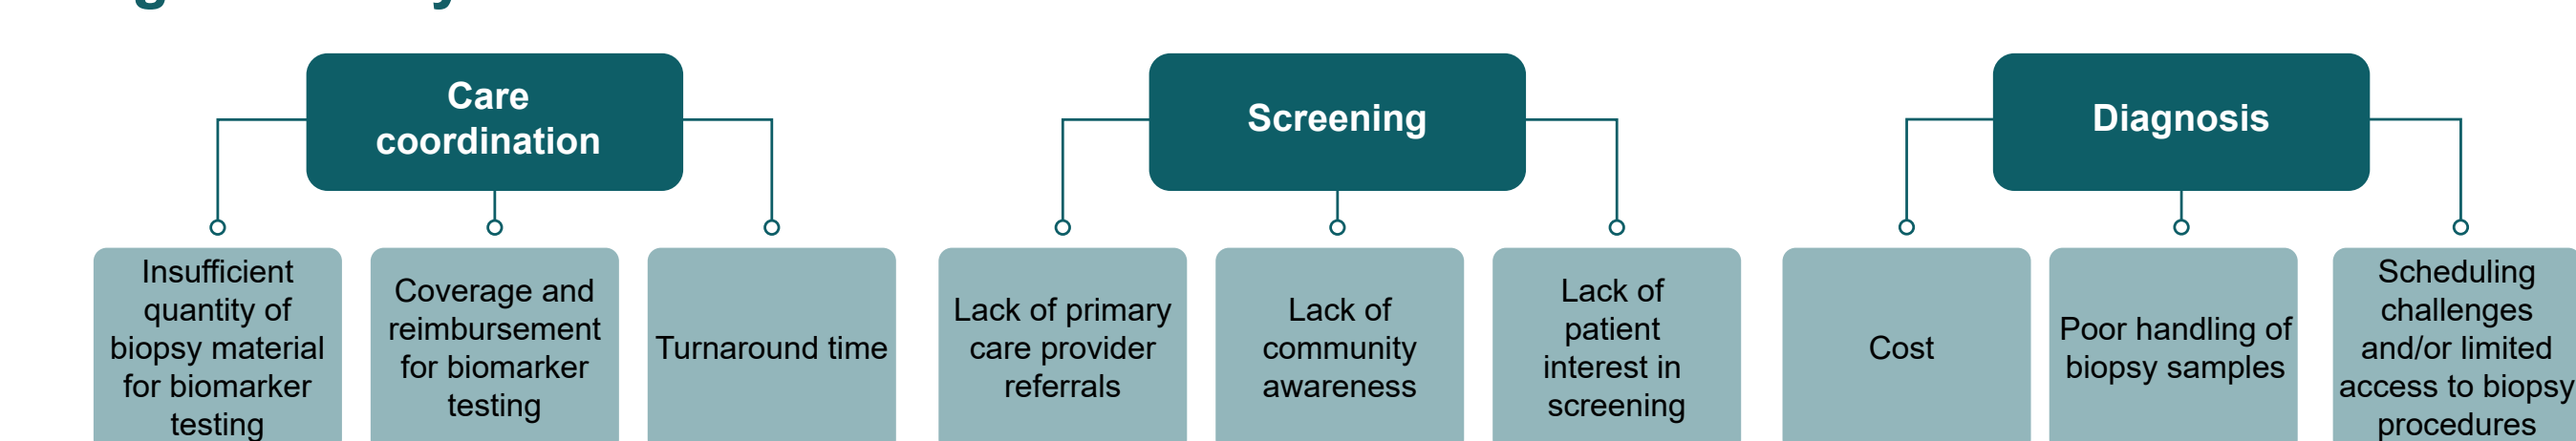 Care
coordination
Insufficient
quantity of
biopsy material
for biomarker
testing
Coverage and
reimbursement
for biomarker
testing
Turnaround time
Screening
Lack of primary
care provider
referrals
Lack of
community
awareness
Lack of
patient
interest in
screening
Diagnosis
Cost
Poor handling of
biopsy samples
Scheduling
challenges
and/or limited
access to biopsy
procedures